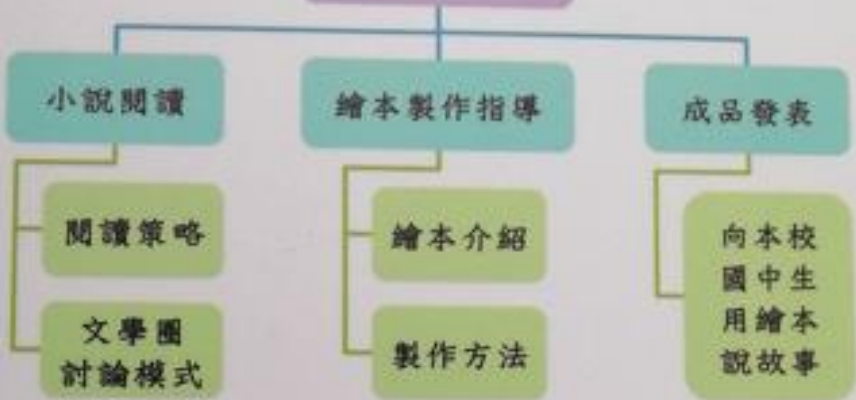 小說閱讀
繪本製作指導
成品發表
閱讀策略
文學圈
討論模式
繪本介紹
製作方法
向本校
國中生
用繪本
說故事